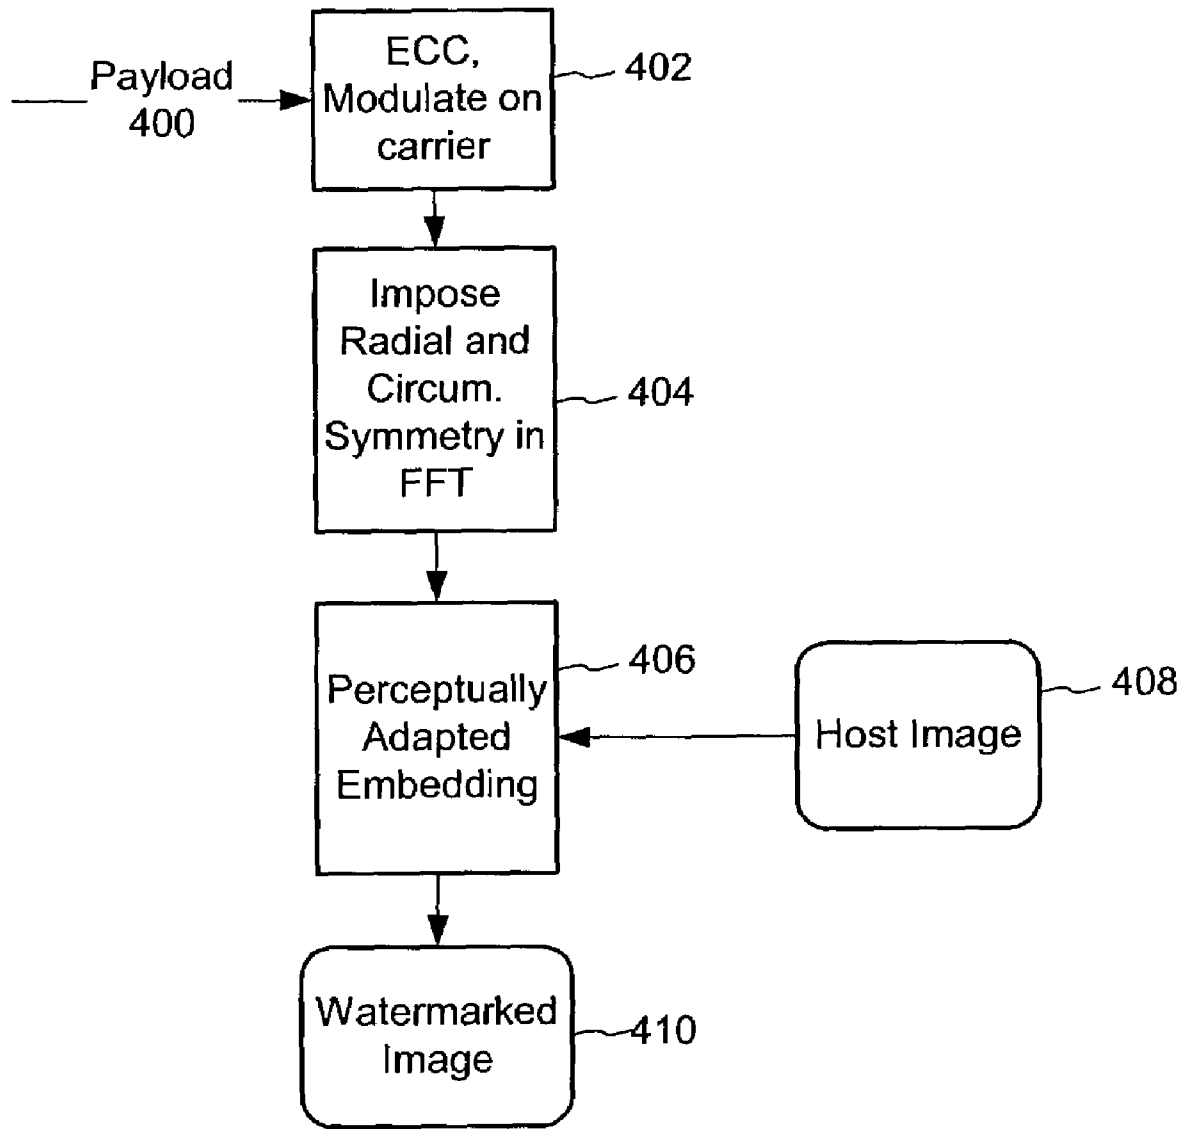 Payload
400
ECC,
Modulate on
carrier
402
Impose
Radial and
Circum.
Symmetry in
FFT
404
Perceptually
Adapted
Embedding
406
Host Image
408
Watermarked
Image
410